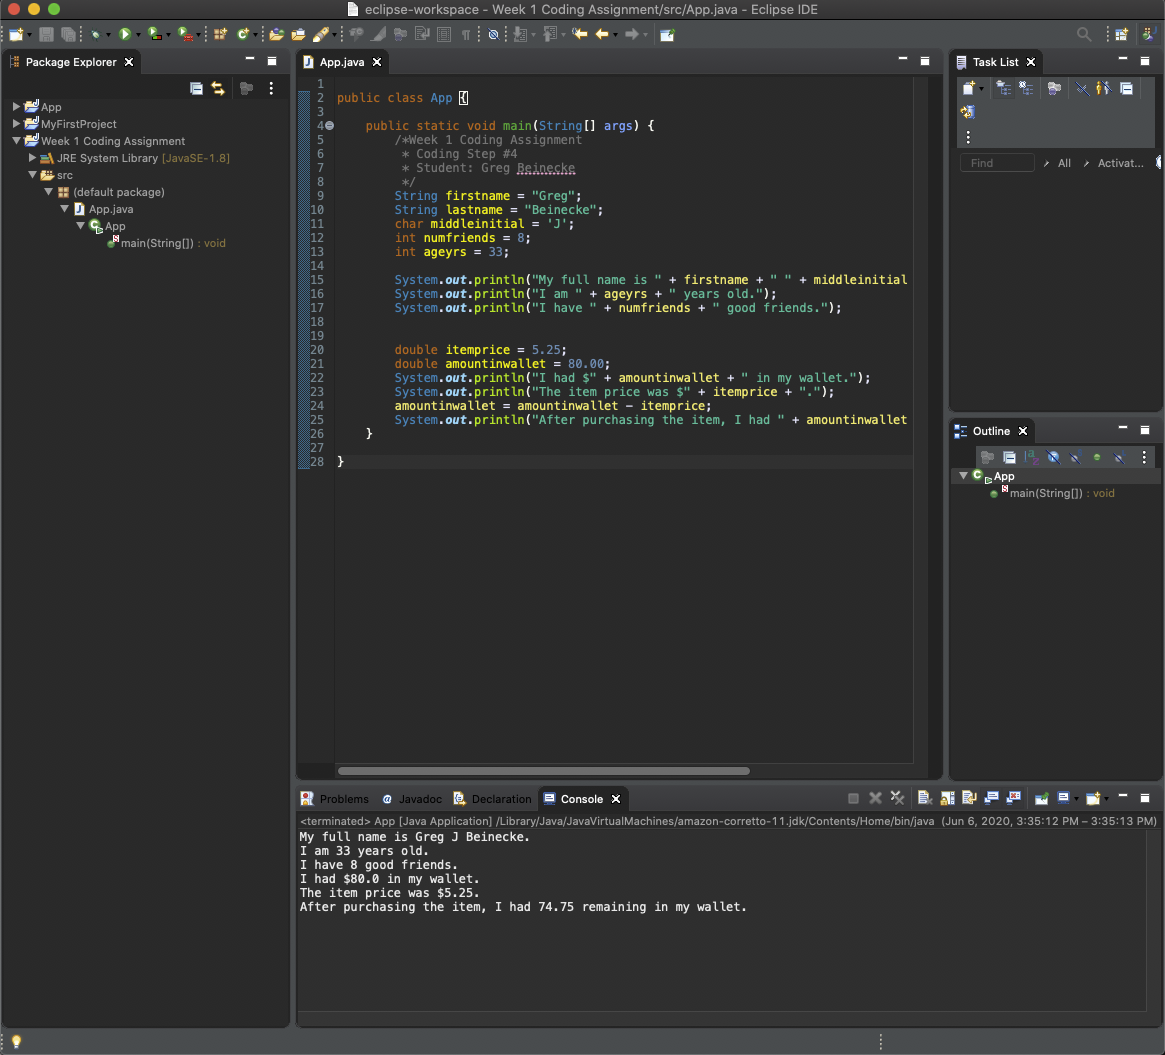 eclipse-workspace - Week 1 Coding Assignment/src/App.java - Eclipse IDE
Package Explorer
App
MyFirstProject
Week 1 Coding Assignment
JRE System Library [JavaSE-1.8]
src
(default package)
App.java
App
main(String[]) : void
App.java
1
2 public class App {
3
4 public static void main(String[] args) {
5 /*Week 1 Coding Assignment
6 * Coding Step #4
7 * Student: Greg Beinecke
8 */
9 String firstname = "Greg";
10 String lastname = "Beinecke";
11 char middleinitial = 'J';
12 int numfriends = 8;
13 int ageyrs = 33;
14
15 System.out.println("My full name is " + firstname + " " + middleinitial
16 System.out.println("I am " + ageyrs + " years old.");
17 System.out.println("I have " + numfriends + " good friends.");
18
19
20 double itemprice = 5.25;
21 double amountinwallet = 80.00;
22 System.out.println("I had $" + amountinwallet + " in my wallet.");
23 System.out.println("The item price was $" + itemprice + ".");
24 amountinwallet = amountinwallet - itemprice;
25 System.out.println("After purchasing the item, I had " + amountinwallet
26 }
27
28 }
Task List
Find
All
Activat...
Outline
App
main(String[]) : void
Problems
Javadoc
Declaration
Console
<terminated> App [Java Application] /Library/Java/JavaVirtualMachines/amazon-corretto-11.jdk/Contents/Home/bin/java (Jun 6, 2020, 3:35:12 PM – 3:35:13 PM)
My full name is Greg J Beinecke.
I am 33 years old.
I have 8 good friends.
I had $80.0 in my wallet.
The item price was $5.25.
After purchasing the item, I had 74.75 remaining in my wallet.